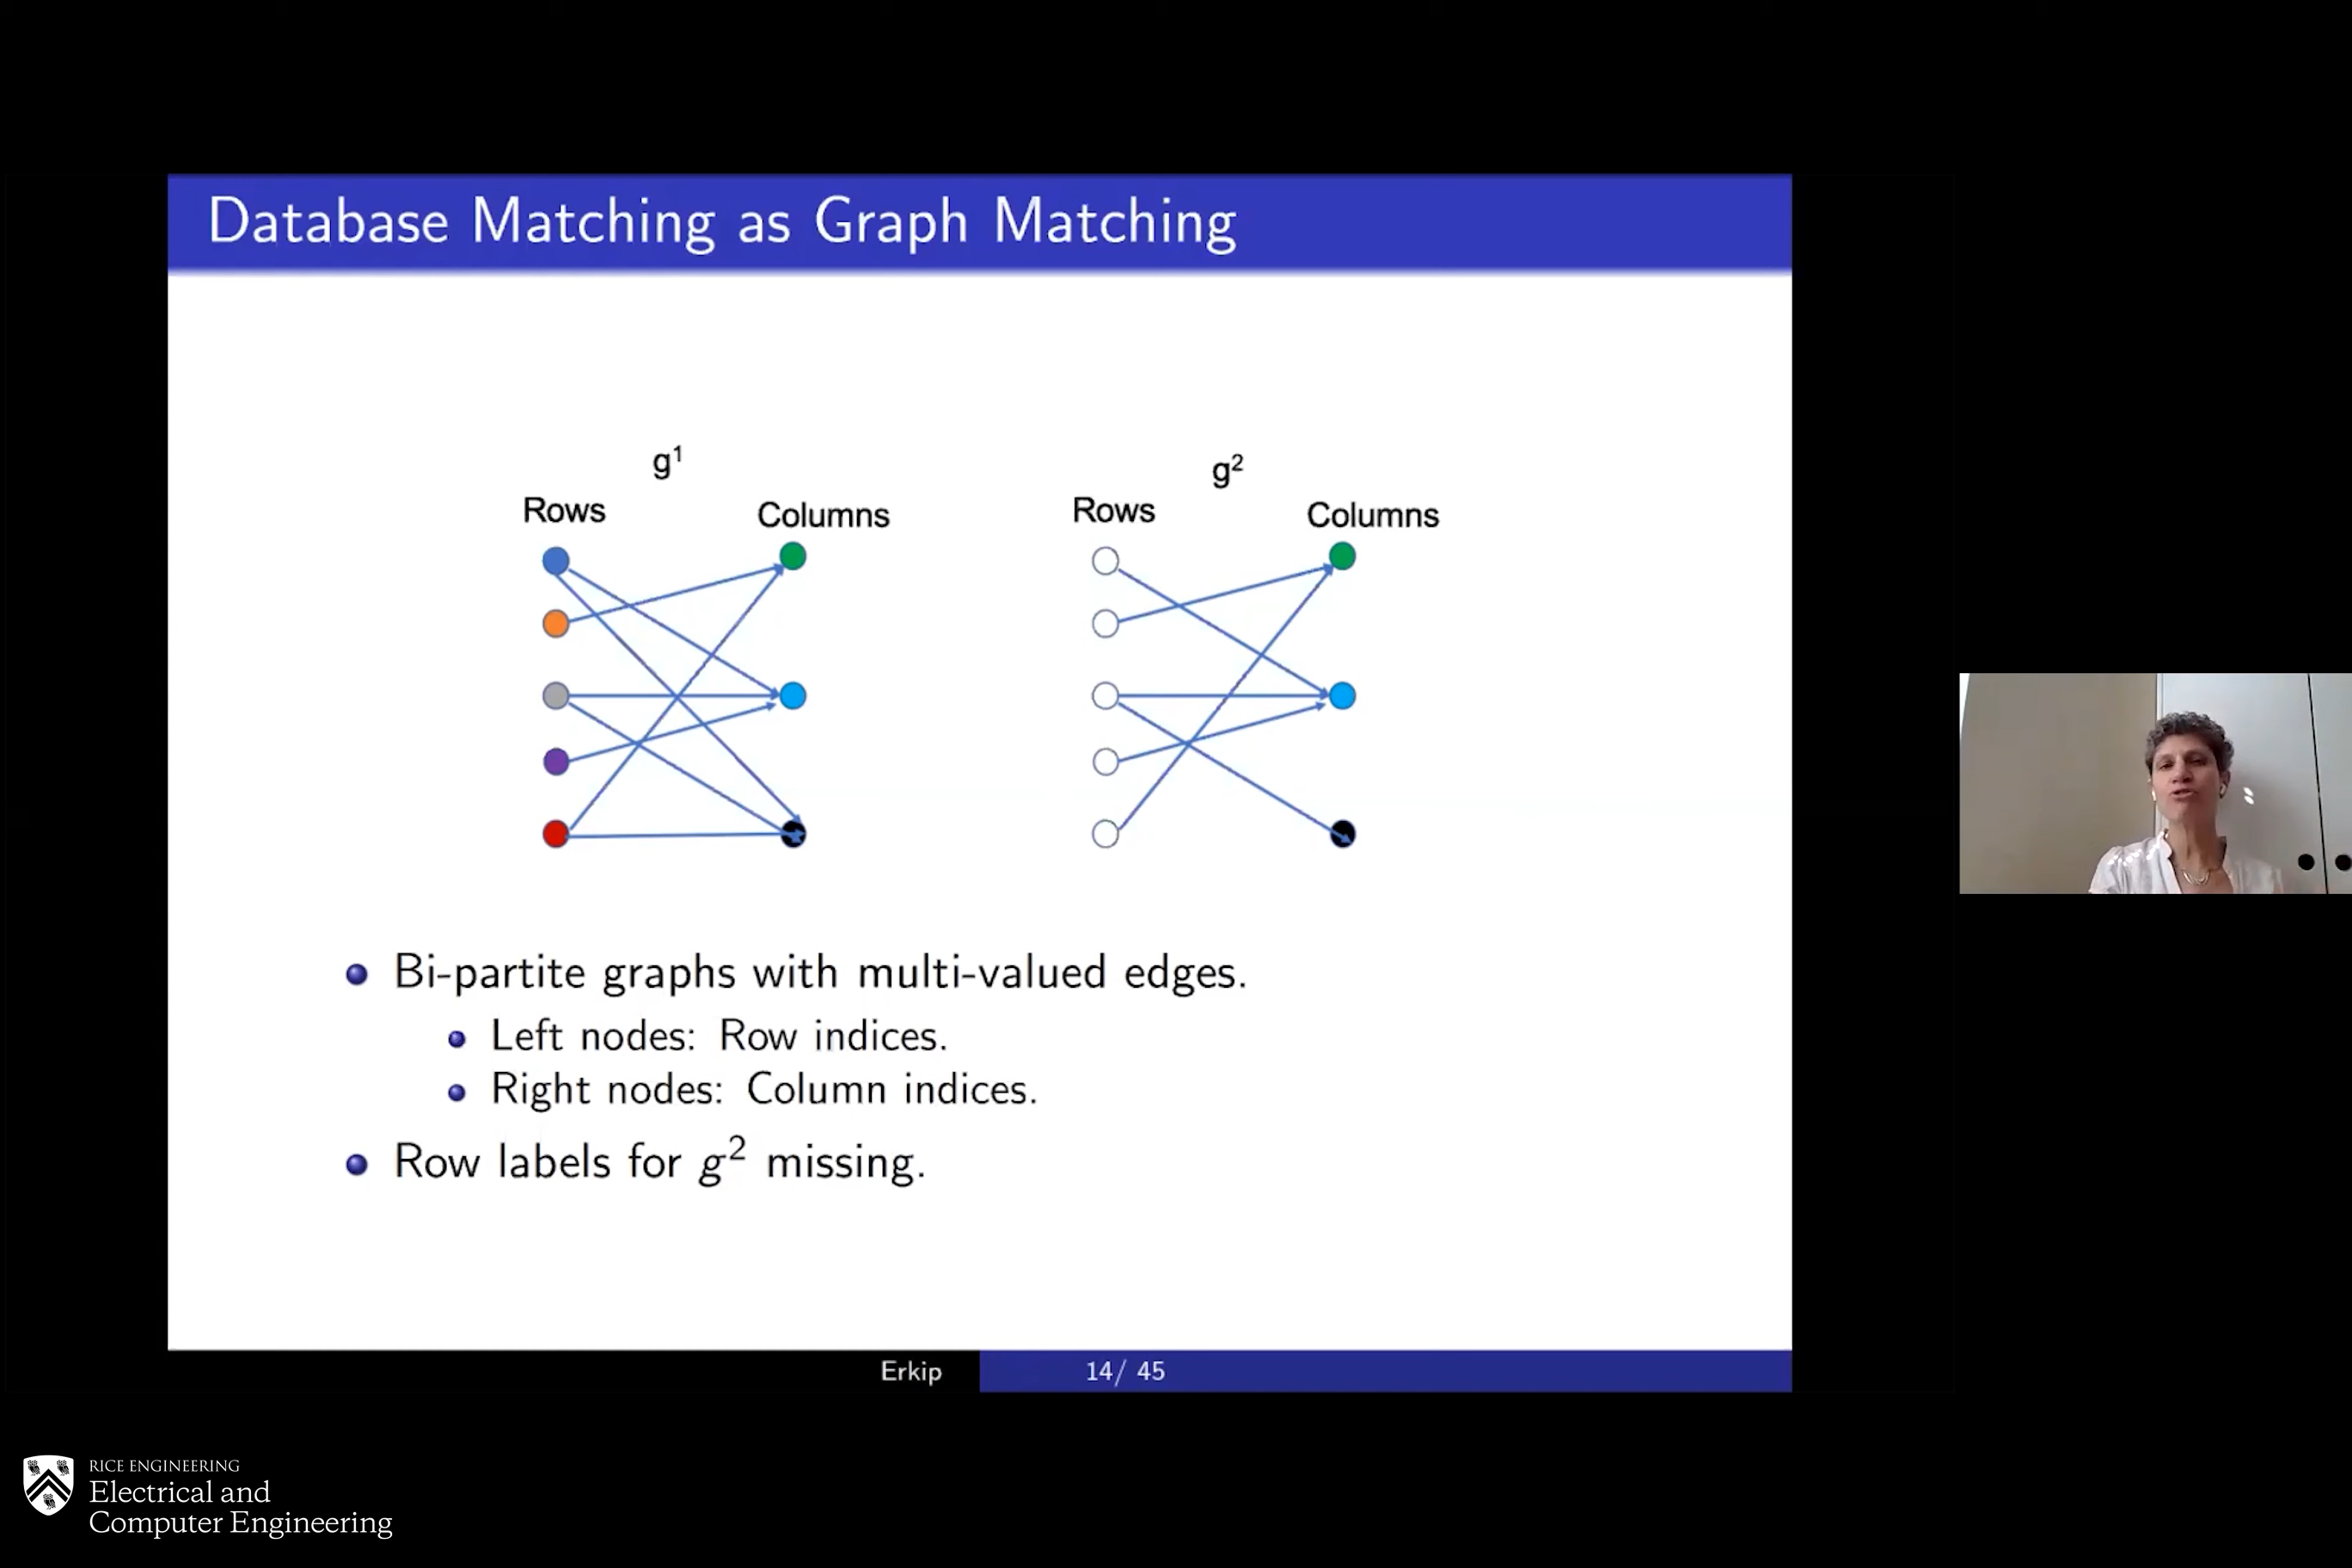 Database Matching as Graph Matching
g¹
g²
Rows
Columns
Rows
Columns
Bi-partite graphs with multi-valued edges.
Left nodes: Row indices.
Right nodes: Column indices.
Row labels for g² missing.
Erkip
14/ 45
RICE ENGINEERING
Electrical and
Computer Engineering